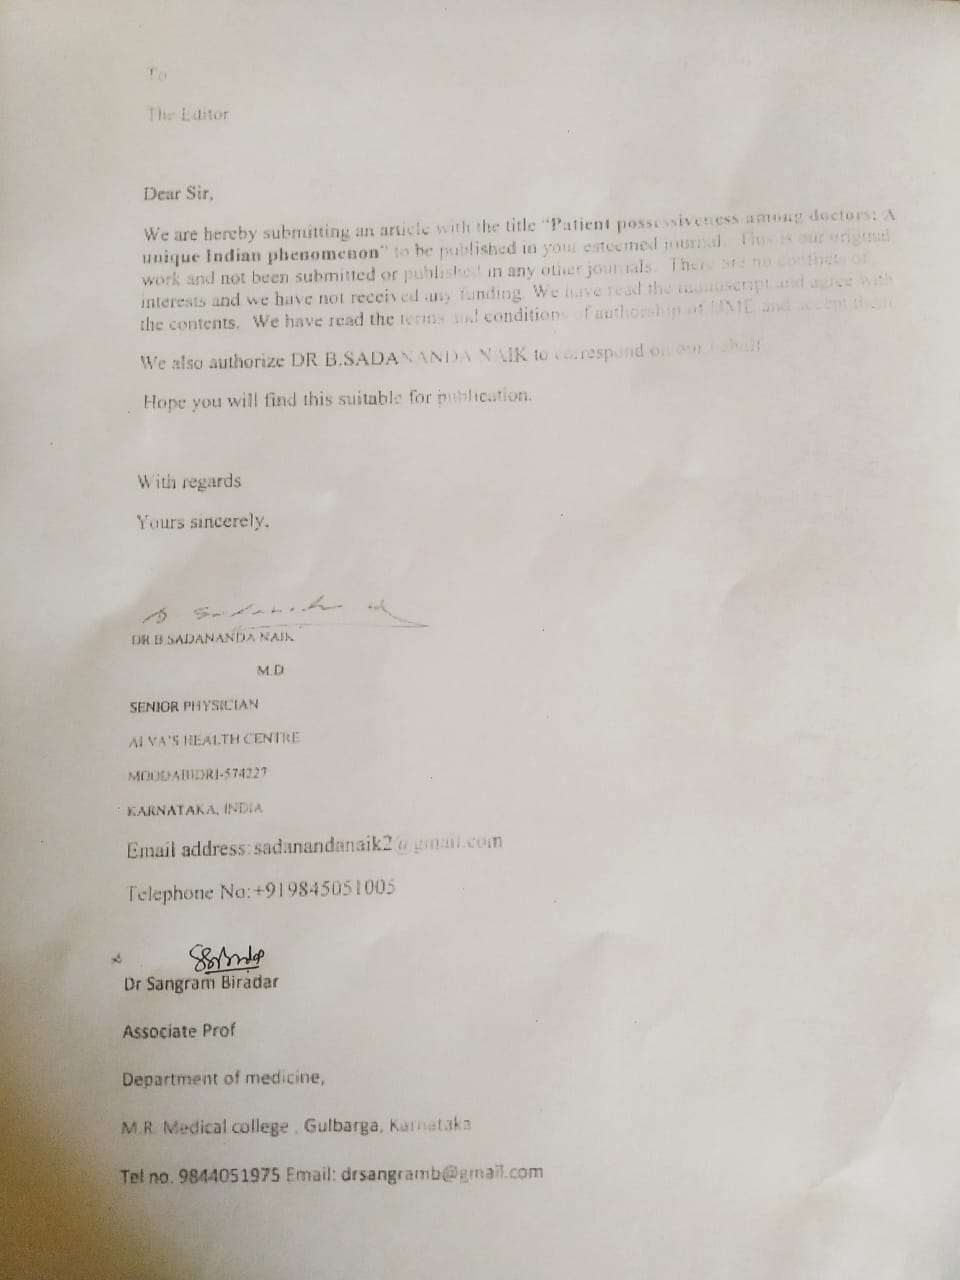 To
The Editor
Dear Sir,
We are hereby submitting an article with the title "Patient possessiveness among doctors: A
unique Indian phenomenon" to be published in your esteemed journal. This is our original
work and not been submitted or published in any other journals. There are no conflicts of
interests and we have not received any funding. We have read the manuscript and agree with
the contents. We have read the terms and conditions of authorship of and accept them
We also authorize DR B.SADANANDA NAIK to correspond on our behalf
Hope you will find this suitable for publication.
With regards
Yours sincerely,
B Sadananda Naik
DR.B.SADANANDA NAIK
M.D
SENIOR PHYSICIAN
ALVA'S HEALTH CENTRE
MOODABIDRI-574227
KARNATAKA, INDIA
Email address:sadanandanaik2@gmail.com
Telephone No:+919845051005
Dr Sangram Biradar
Associate Prof
Department of medicine,
M.R. Medical college , Gulbarga, Karnataka
Tel no. 9844051975 Email: drsangramb@gmail.com